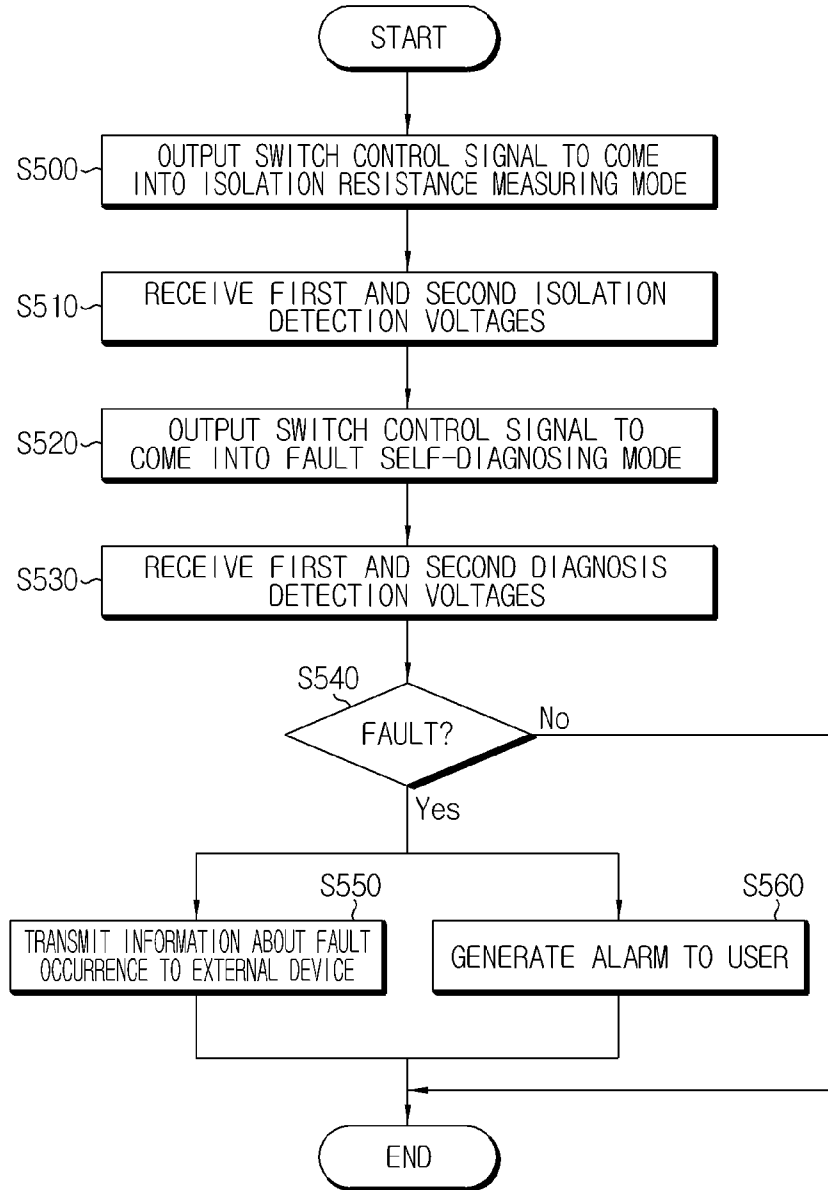 START
S500
OUTPUT SWITCH CONTROL SIGNAL TO COME
INTO ISOLATION RESISTANCE MEASURING MODE
S510
RECEIVE FIRST AND SECOND ISOLATION
DETECTION VOLTAGES
S520
OUTPUT SWITCH CONTROL SIGNAL TO
COME INTO FAULT SELF-DIAGNOSING MODE
S530
RECEIVE FIRST AND SECOND DIAGNOSIS
DETECTION VOLTAGES
S540
FAULT?
No
Yes
S550
TRANSMIT INFORMATION ABOUT FAULT
OCCURRENCE TO EXTERNAL DEVICE
S560
GENERATE ALARM TO USER
END